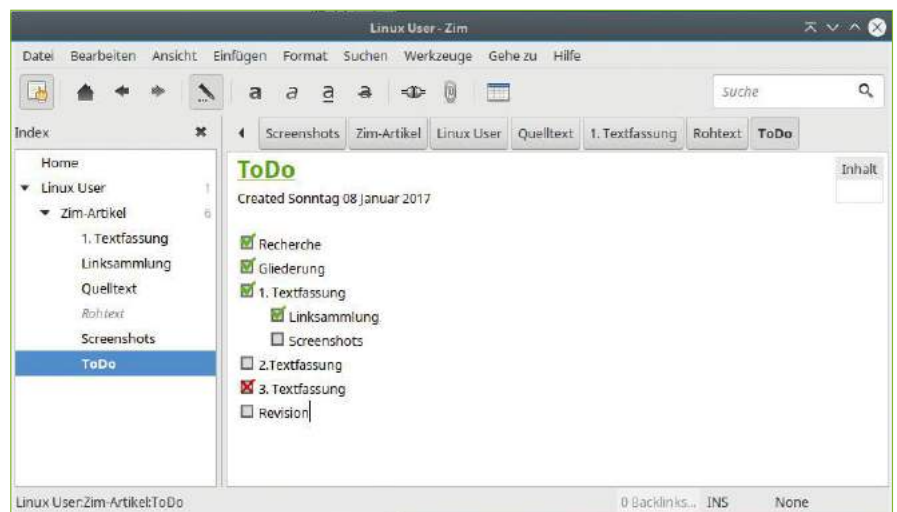 Linux User - Zim
Datei Bearbeiten Ansicht Einfügen Format Suchen Werkzeuge Gehe zu Hilfe
a a a a Suche
Index
Screenshots Zim-Artikel Linux User Quelltext 1. Textfassung Rohtext ToDo
Home
Linux User 1
Zim-Artikel 6
1. Textfassung
Linksammlung
Quelltext
Rohtext
Screenshots
ToDo
ToDo
Created Sonntag 08 Januar 2017
Recherche
Gliederung
1. Textfassung
Linksammlung
Screenshots
2.Textfassung
3. Textfassung
Revision
Inhalt
Linux User:Zim-Artikel:ToDo 0 Backlinks... INS None